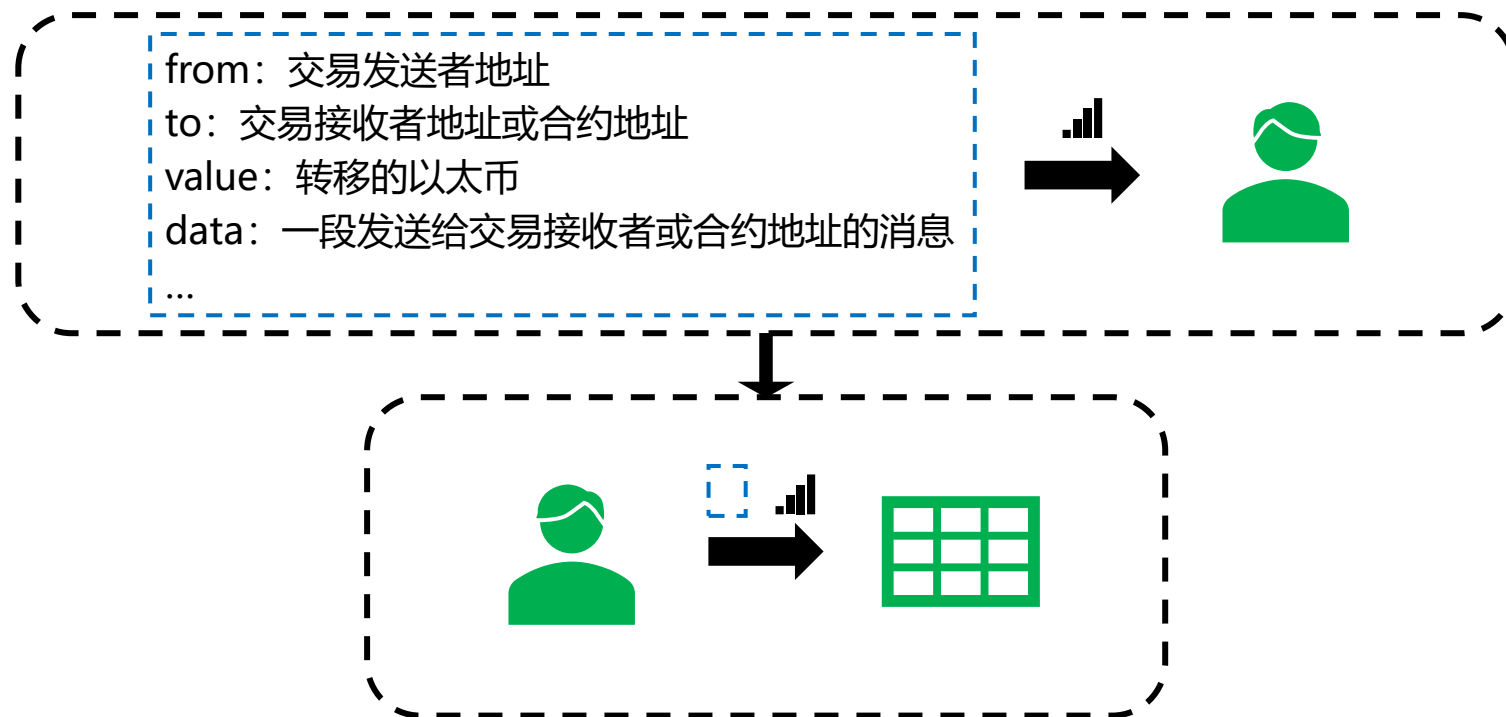 from：交易发送者地址
to：交易接收者地址或合约地址
value：转移的以太币
data：一段发送给交易接收者或合约地址的消息
...